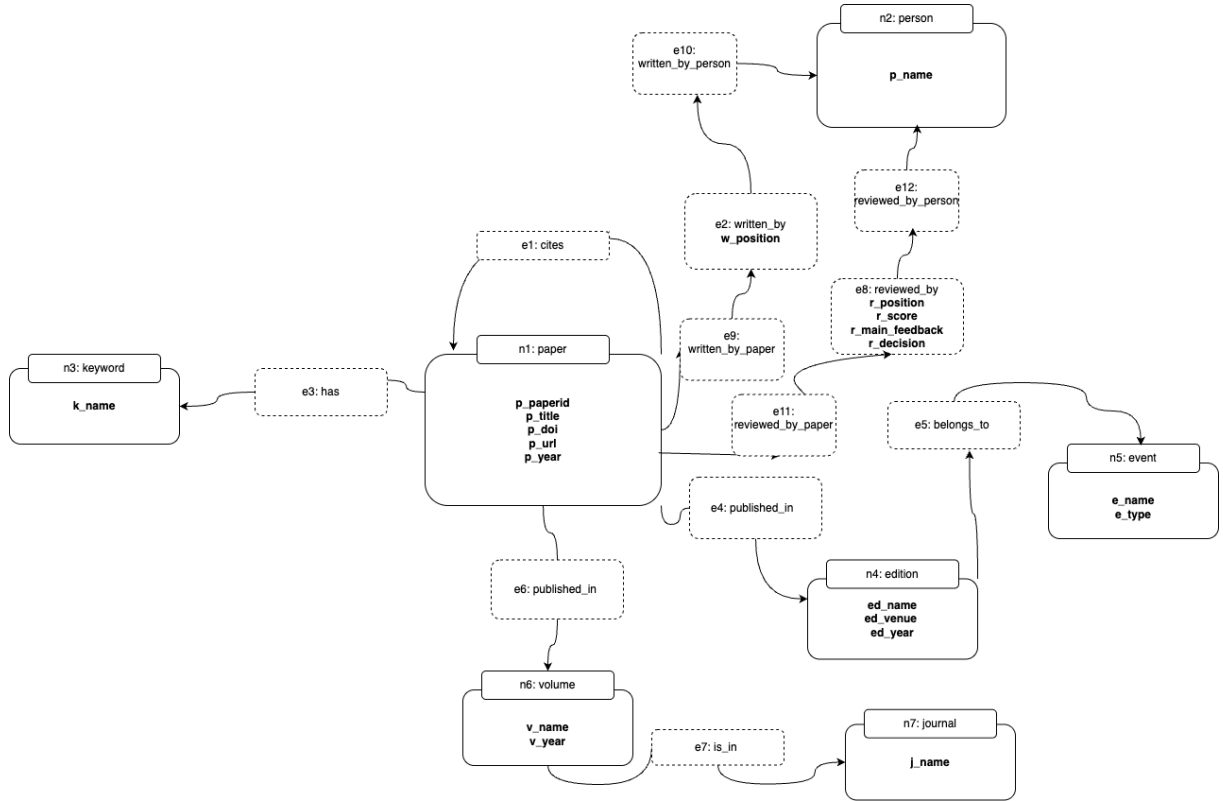 n2: person
p_name
e10:
written_by_person
e12:
reviewed_by_person
e2: written_by
w_position
e1: cites
e8: reviewed_by
r_position
r_score
r_main_feedback
r_decision
e9:
written_by_paper
n1: paper
p_paperid
p_title
p_doi
p_url
p_year
n3: keyword
k_name
e3: has
e11:
reviewed_by_paper
e5: belongs_to
n5: event
e_name
e_type
e4: published_in
n4: edition
ed_name
ed_venue
ed_year
e6: published_in
n6: volume
v_name
v_year
e7: is_in
n7: journal
j_name